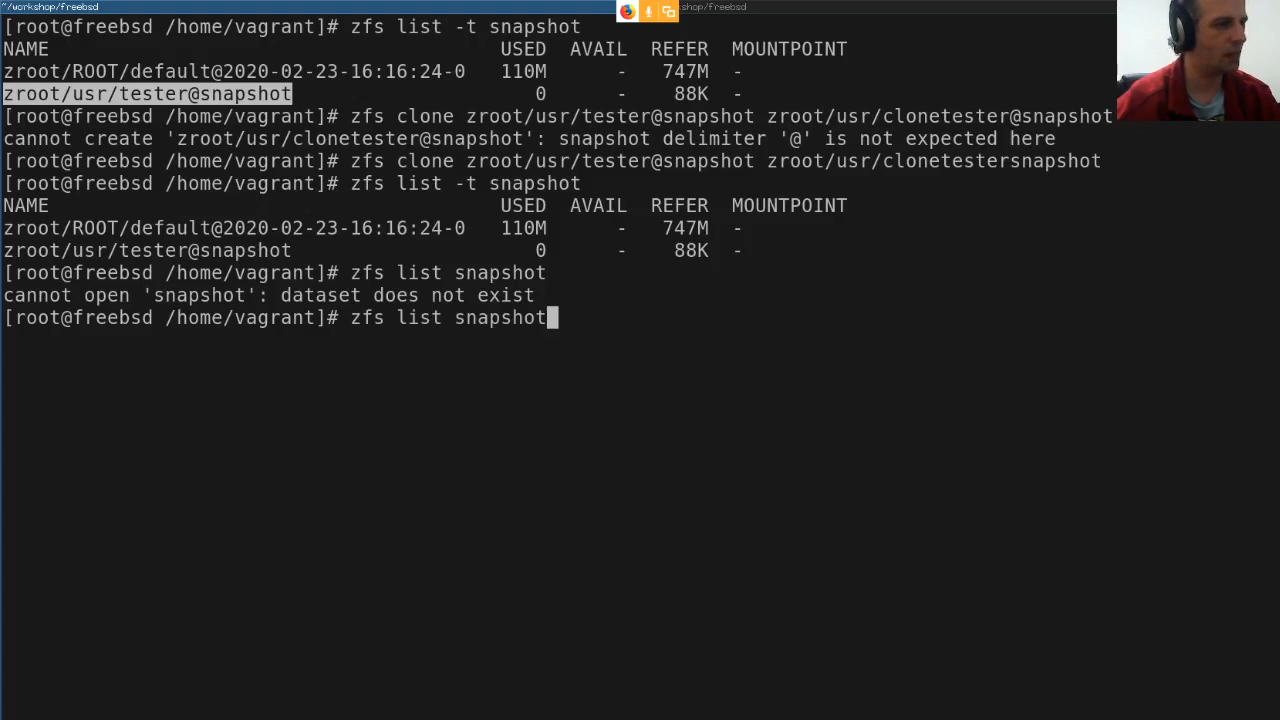 ~/workshop/freebsd
shop/freebsd
[root@freebsd /home/vagrant]# zfs list -t snapshot
NAME USED AVAIL REFER MOUNTPOINT
zroot/ROOT/default@2020-02-23-16:16:24-0 110M - 747M -
zroot/usr/tester@snapshot 0 - 88K -
[root@freebsd /home/vagrant]# zfs clone zroot/usr/tester@snapshot zroot/usr/clonetester@snapshot
cannot create 'zroot/usr/clonetester@snapshot': snapshot delimiter '@' is not expected here
[root@freebsd /home/vagrant]# zfs clone zroot/usr/tester@snapshot zroot/usr/clonetestersnapshot
[root@freebsd /home/vagrant]# zfs list -t snapshot
NAME USED AVAIL REFER MOUNTPOINT
zroot/ROOT/default@2020-02-23-16:16:24-0 110M - 747M -
zroot/usr/tester@snapshot 0 - 88K -
[root@freebsd /home/vagrant]# zfs list snapshot
cannot open 'snapshot': dataset does not exist
[root@freebsd /home/vagrant]# zfs list snapshot